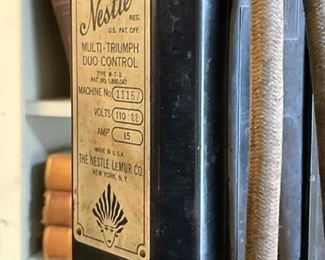 Nestle
REG.
U.S. PAT. OFF.
MULTI-TRIUMPH
DUO CONTROL
TYPE M-T-D
MACHINE No 11157
VOLTS 110
AMP. 15
MADE IN U.S.A.
THE NESTLE LEMUR CO.
NEW YORK, N.Y.